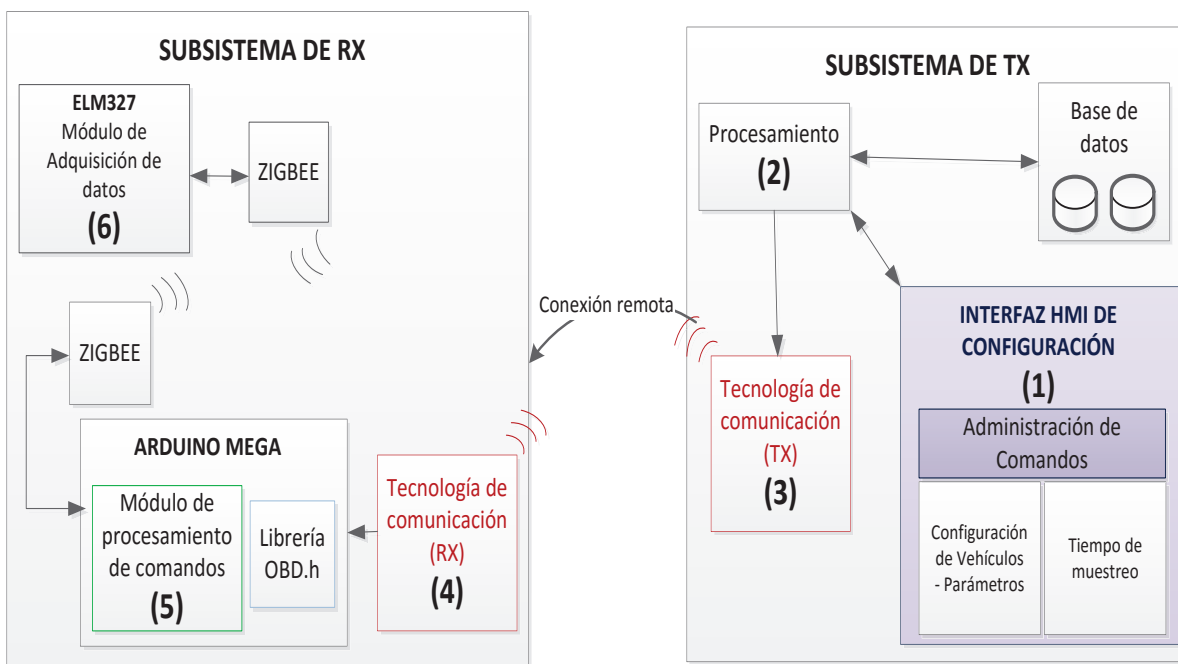 SUBSISTEMA DE RX
ELM327
Módulo de
Adquisición de
datos
(6)
ZIGBEE
ZIGBEE
ARDUINO MEGA
Módulo de
procesamiento
de comandos
(5)
Librería
OBD.h
Tecnología de
comunicación
(RX)
(4)
Conexión remota
SUBSISTEMA DE TX
Procesamiento
(2)
Base de
datos
Tecnología de
comunicación
(TX)
(3)
INTERFAZ HMI DE
CONFIGURACIÓN
(1)
Administración de
Comandos
Configuración
de Vehículos
- Parámetros
Tiempo de
muestreo